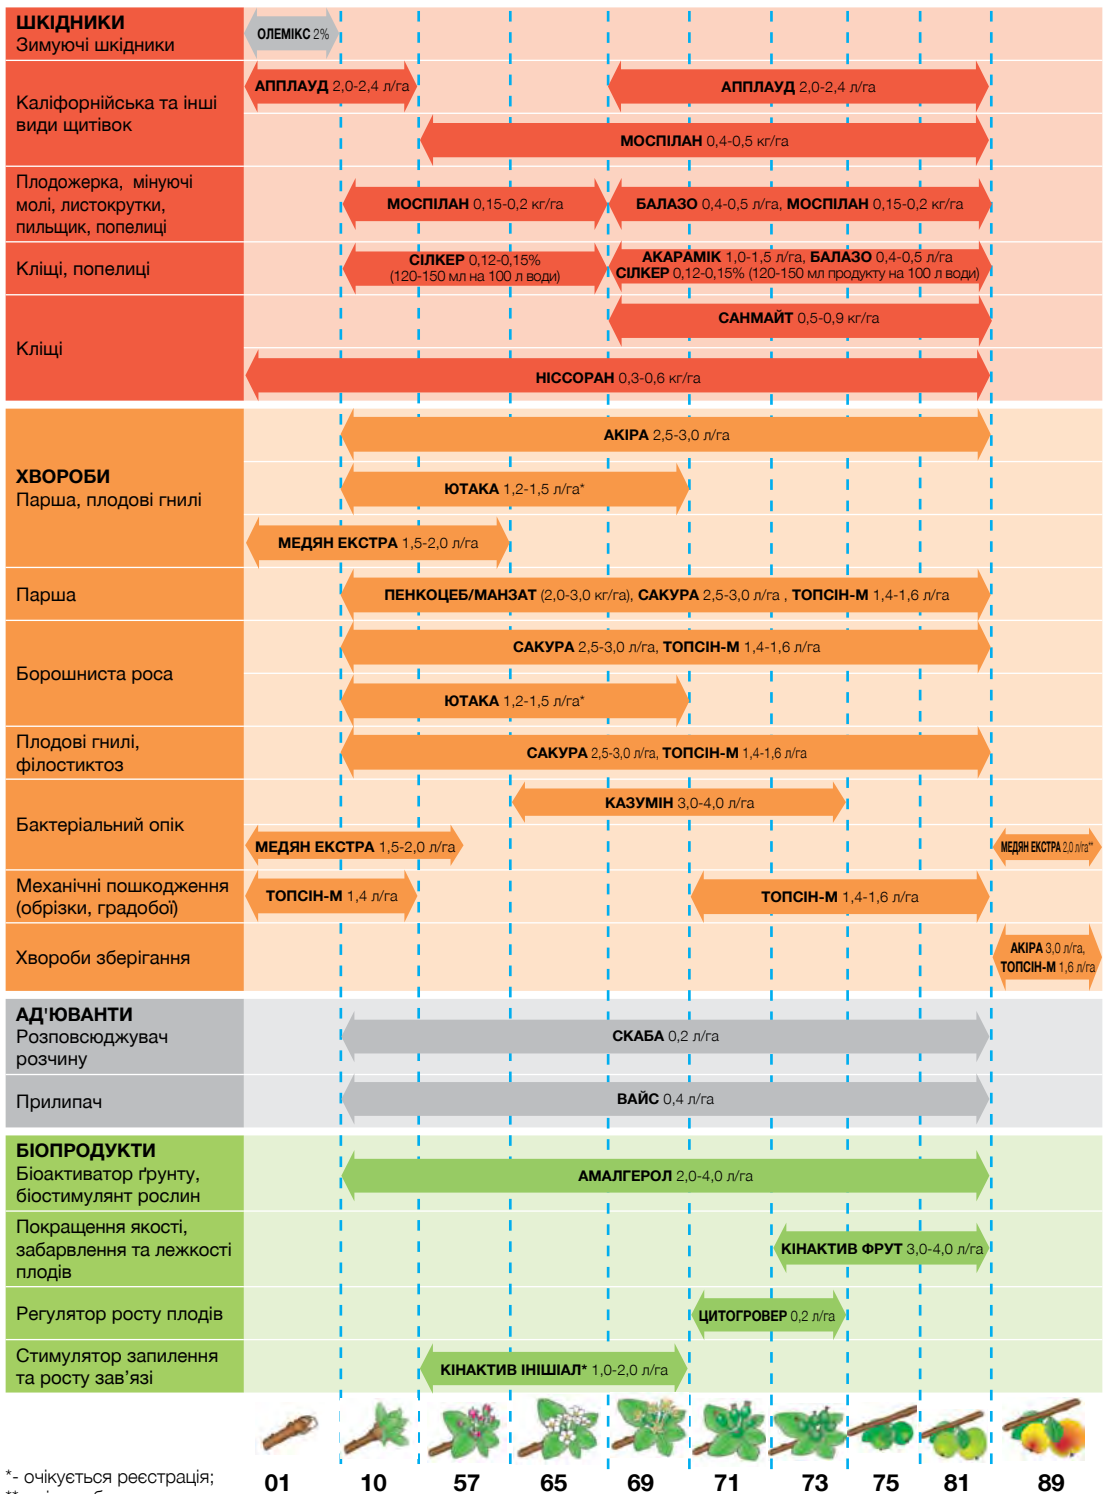 ШКІДНИКИ
Зимуючі шкідники
ОЛЕМІКС 2%
Каліфорнійська та інші
види щитівок
АППЛАУД 2,0-2,4 л/га
АППЛАУД 2,0-2,4 л/га
МОСПІЛАН 0,4-0,5 кг/га
Плодожерка, мінуючі
молі, листокрутки,
пильщик, попелиці
МОСПІЛАН 0,15-0,2 кг/га
БАЛАЗО 0,4-0,5 л/га, МОСПІЛАН 0,15-0,2 кг/га
Кліщі, попелиці
СІЛКЕР 0,12-0,15%
(120-150 мл на 100 л води)
АКАРАМІК 1,0-1,5 л/га, БАЛАЗО 0,4-0,5 л/га
СІЛКЕР 0,12-0,15% (120-150 мл продукту на 100 л води)
Кліщі
САНМАЙТ 0,5-0,9 кг/га
НІССОРАН 0,3-0,6 кг/га
ХВОРОБИ
Парша, плодові гнилі
АКІРА 2,5-3,0 л/га
ЮТАКА 1,2-1,5 л/га*
МЕДЯН ЕКСТРА 1,5-2,0 л/га
Парша
ПЕНКОЦЕБ/МАНЗАТ (2,0-3,0 кг/га), САКУРА 2,5-3,0 л/га , ТОПСІН-М 1,4-1,6 л/га
Борошниста роса
САКУРА 2,5-3,0 л/га, ТОПСІН-М 1,4-1,6 л/га
ЮТАКА 1,2-1,5 л/га*
Плодові гнилі,
філостиктоз
САКУРА 2,5-3,0 л/га, ТОПСІН-М 1,4-1,6 л/га
Бактеріальний опік
КАЗУМІН 3,0-4,0 л/га
МЕДЯН ЕКСТРА 1,5-2,0 л/га
МЕДЯН ЕКСТРА 2,0 л/га**
Механічні пошкодження
(обрізки, градобої)
ТОПСІН-М 1,4 л/га
ТОПСІН-М 1,4-1,6 л/га
Хвороби зберігання
АКІРА 3,0 л/га,
ТОПСІН-М 1,6 л/га
АД'ЮВАНТИ
Розповсюджувач
розчину
СКАБА 0,2 л/га
Прилипач
ВАЙС 0,4 л/га
БІОПРОДУКТИ
Біоактиватор ґрунту,
біостимулянт рослин
АМАЛГЕРОЛ 2,0-4,0 л/га
Покращення якості,
забарвлення та лежкості
плодів
КІНАКТИВ ФРУТ 3,0-4,0 л/га
Регулятор росту плодів
ЦИТОГРОВЕР 0,2 л/га
Стимулятор запилення
та росту зав’язі
КІНАКТИВ ІНІШІАЛ* 1,0-2,0 л/га
*- очікується реєстрація;
01 10 57 65 69 71 73 75 81 89